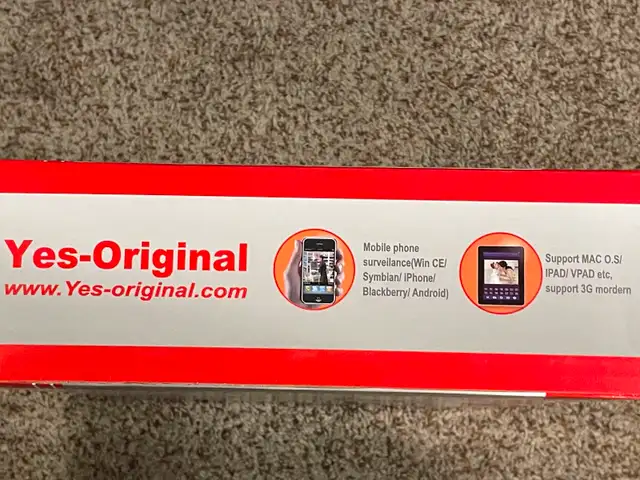 Yes-Original
www.Yes-original.com
Mobile phone
surveilance(Win CE/
Symbian/ IPhone/
Blackberry/ Android)
Support MAC O.S/
IPAD/ VPAD etc,
support 3G mordern